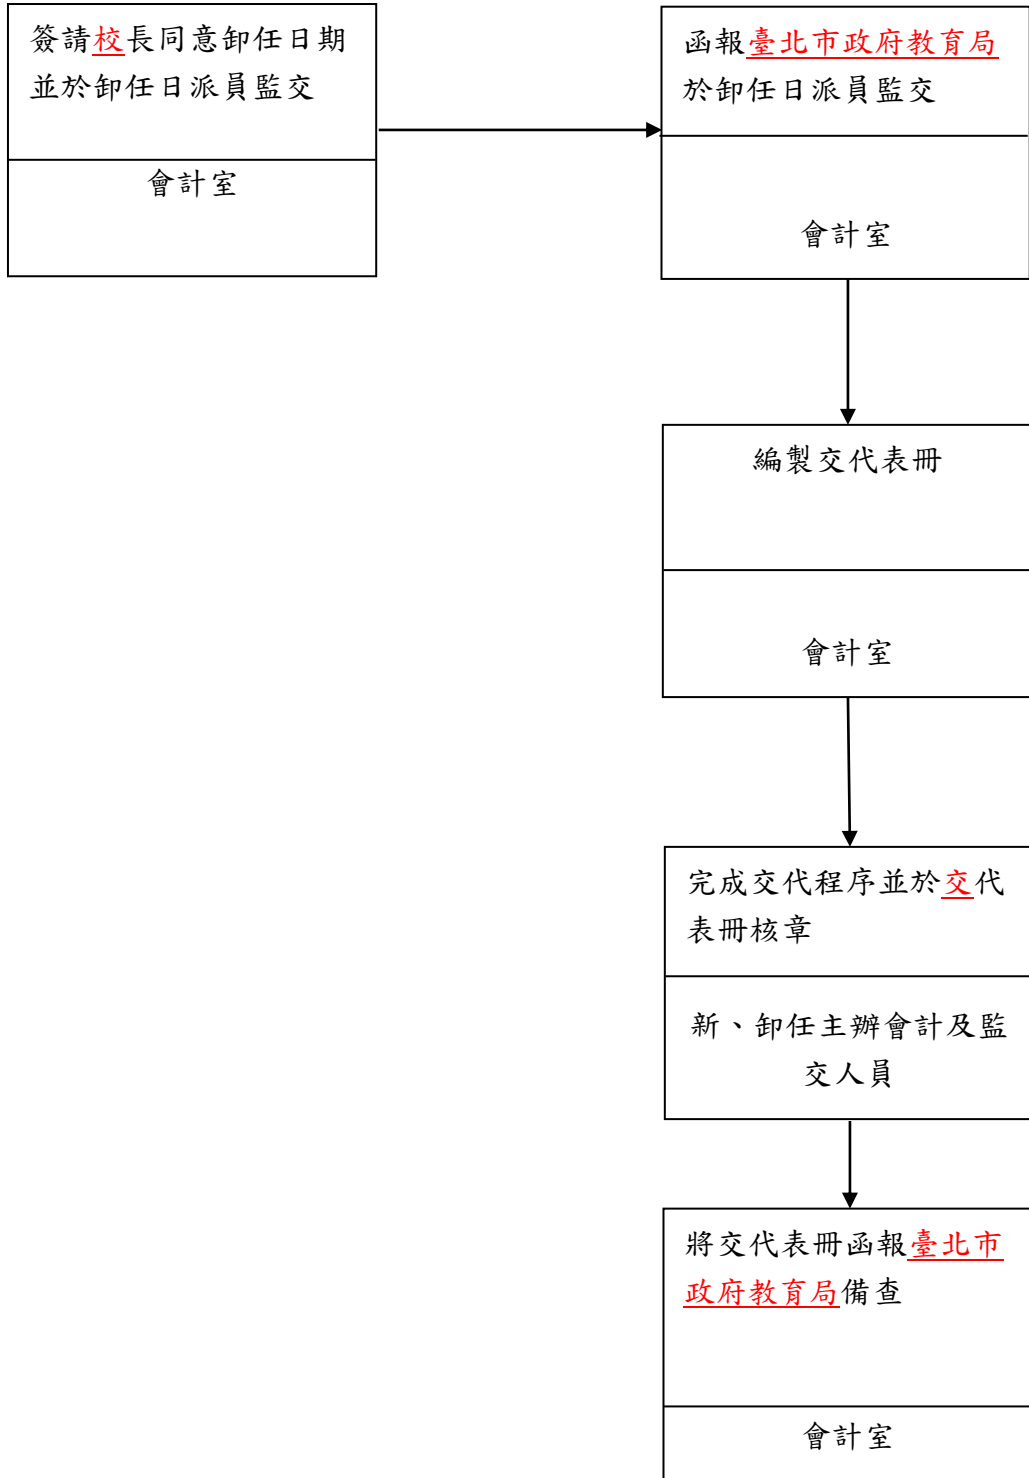 簽請校長同意卸任日期
並於卸任日派員監交
會計室
函報臺北市政府教育局
於卸任日派員監交
會計室
編製交代表冊
會計室
完成交代程序並於交代
表冊核章
新、卸任主辦會計及監
交人員
將交代表冊函報臺北市
政府教育局備查
會計室